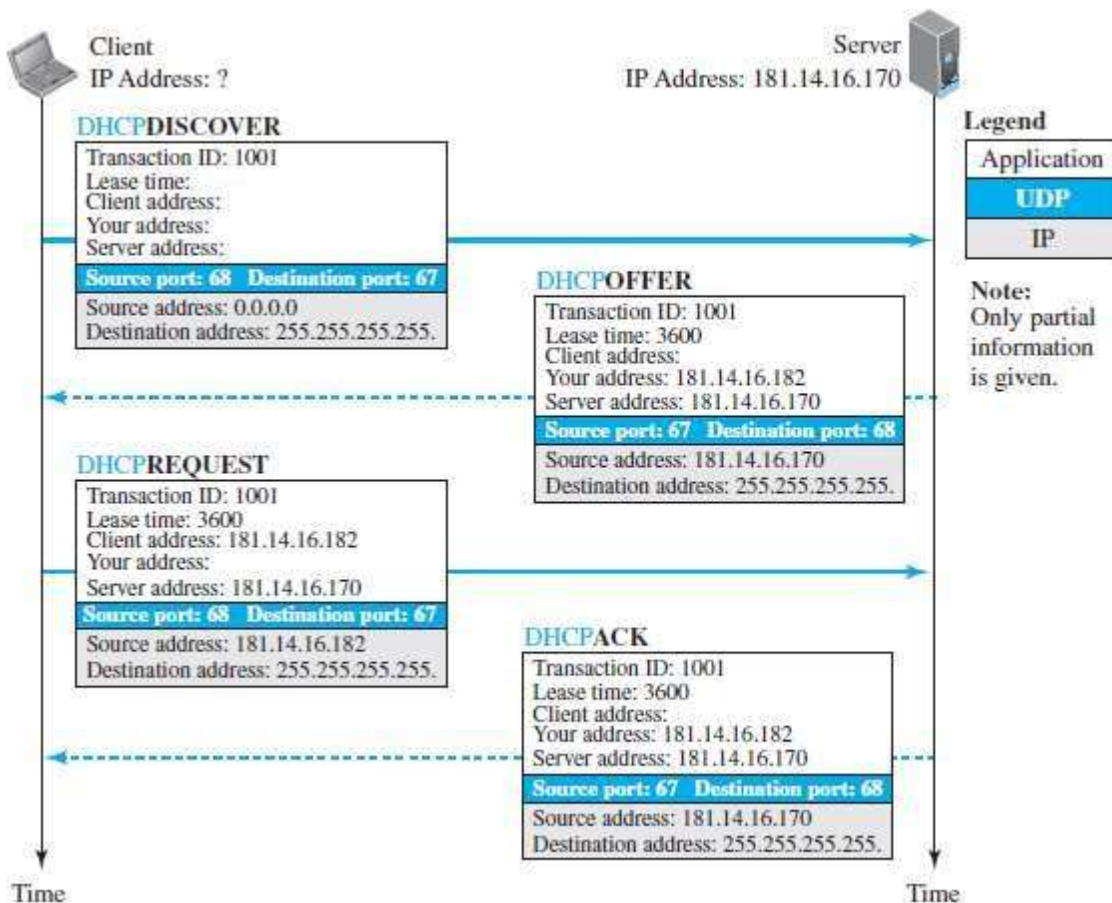 Client
IP Address: ?
Server
IP Address: 181.14.16.170
Legend
Application
UDP
IP
Note:
Only partial
information
is given.
DHCPDISCOVER
Transaction ID: 1001
Lease time:
Client address:
Your address:
Server address:
Source port: 68 Destination port: 67
Source address: 0.0.0.0
Destination address: 255.255.255.255.
DHCPOFFER
Transaction ID: 1001
Lease time: 3600
Client address:
Your address: 181.14.16.182
Server address: 181.14.16.170
Source port: 67 Destination port: 68
Source address: 181.14.16.170
Destination address: 255.255.255.255.
DHCPREQUEST
Transaction ID: 1001
Lease time: 3600
Client address: 181.14.16.182
Your address:
Server address: 181.14.16.170
Source port: 68 Destination port: 67
Source address: 181.14.16.182
Destination address: 255.255.255.255.
DHCPACK
Transaction ID: 1001
Lease time: 3600
Client address:
Your address: 181.14.16.182
Server address: 181.14.16.170
Source port: 67 Destination port: 68
Source address: 181.14.16.170
Destination address: 255.255.255.255.
Time
Time